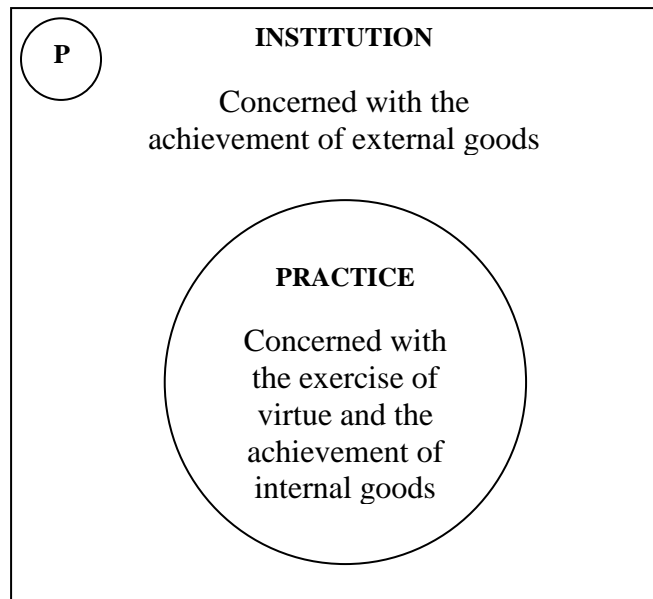 P
INSTITUTION
Concerned with the
achievement of external goods
PRACTICE
Concerned with
the exercise of
virtue and the
achievement of
internal goods